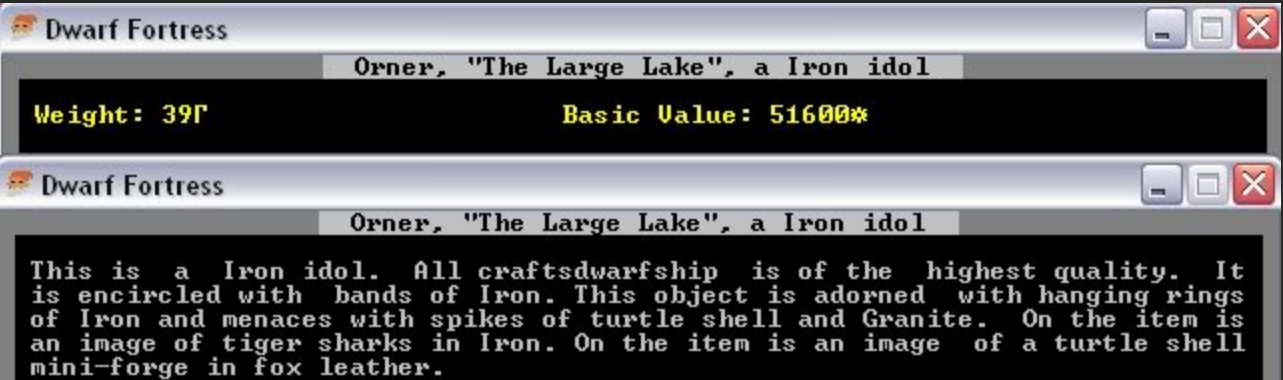 Dwarf Fortress
Orner, "The Large Lake", a Iron idol
Weight: 39Γ Basic Value: 51600☼
Dwarf Fortress
Orner, "The Large Lake", a Iron idol
This is a Iron idol. All craftsdwarfship is of the highest quality. It
is encircled with bands of Iron. This object is adorned with hanging rings
of Iron and menaces with spikes of turtle shell and Granite. On the item is
an image of tiger sharks in Iron. On the item is an image of a turtle shell
mini-forge in fox leather.